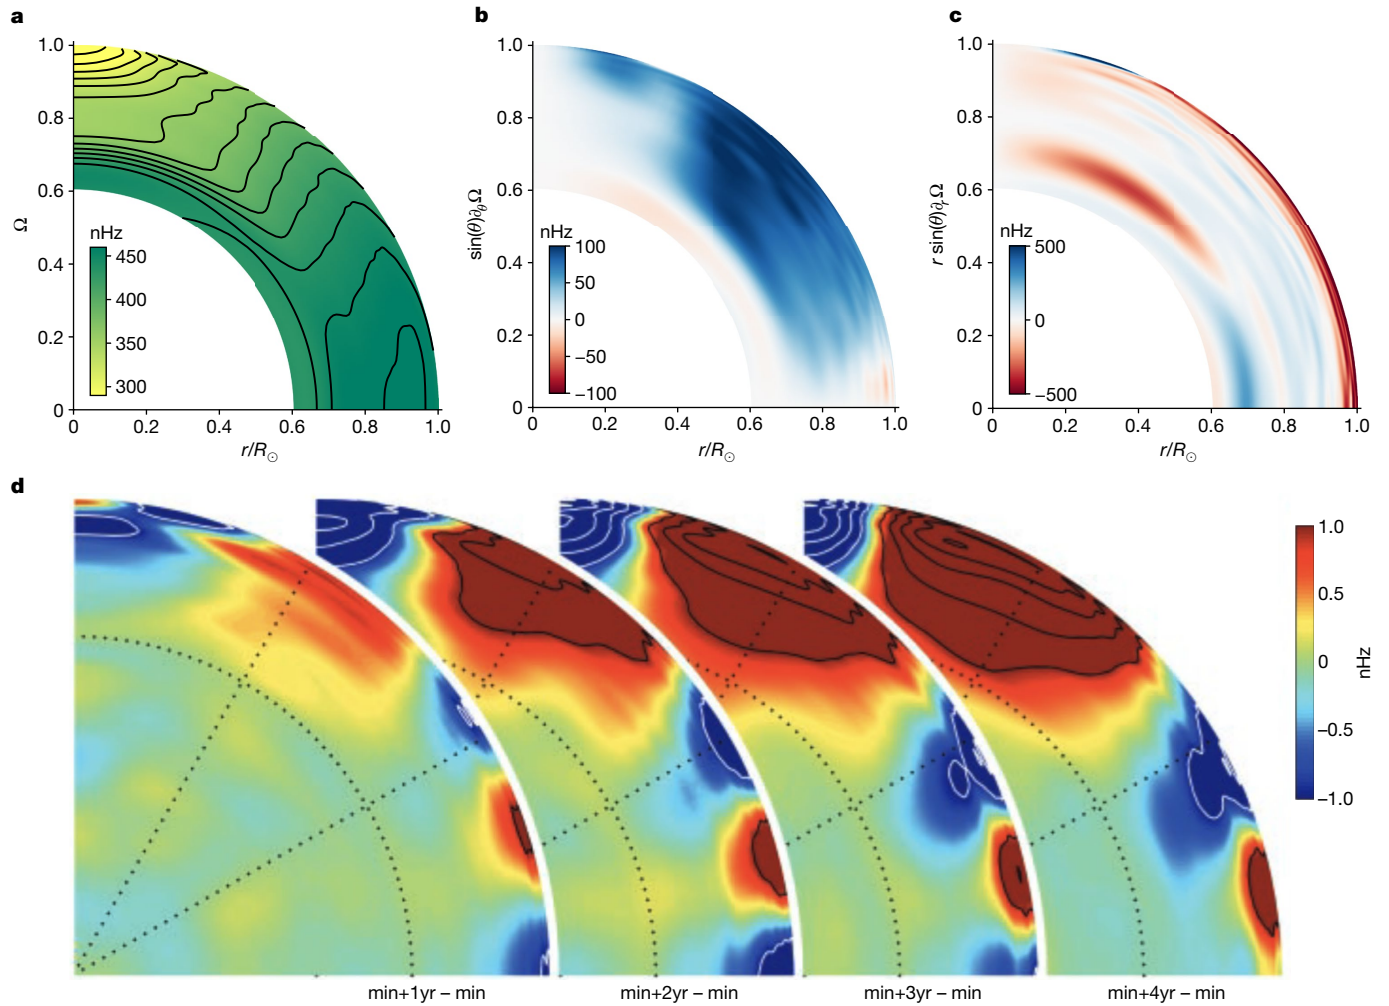 a
b
c
1.0
0.8
0.6
0.4
0.2
0
Ω
nHz
450
400
350
300
0
0.2
0.4
0.6
0.8
1.0
r/R☉
1.0
0.8
0.6
0.4
0.2
0
sin(θ)∂θΩ
nHz
100
50
0
−50
−100
0
0.2
0.4
0.6
0.8
1.0
r/R☉
1.0
0.8
0.6
0.4
0.2
0
r sin(θ)∂rΩ
nHz
500
0
−500
0
0.2
0.4
0.6
0.8
1.0
r/R☉
d
1.0
0.5
0
−0.5
−1.0
nHz
min+1yr – min
min+2yr – min
min+3yr – min
min+4yr – min